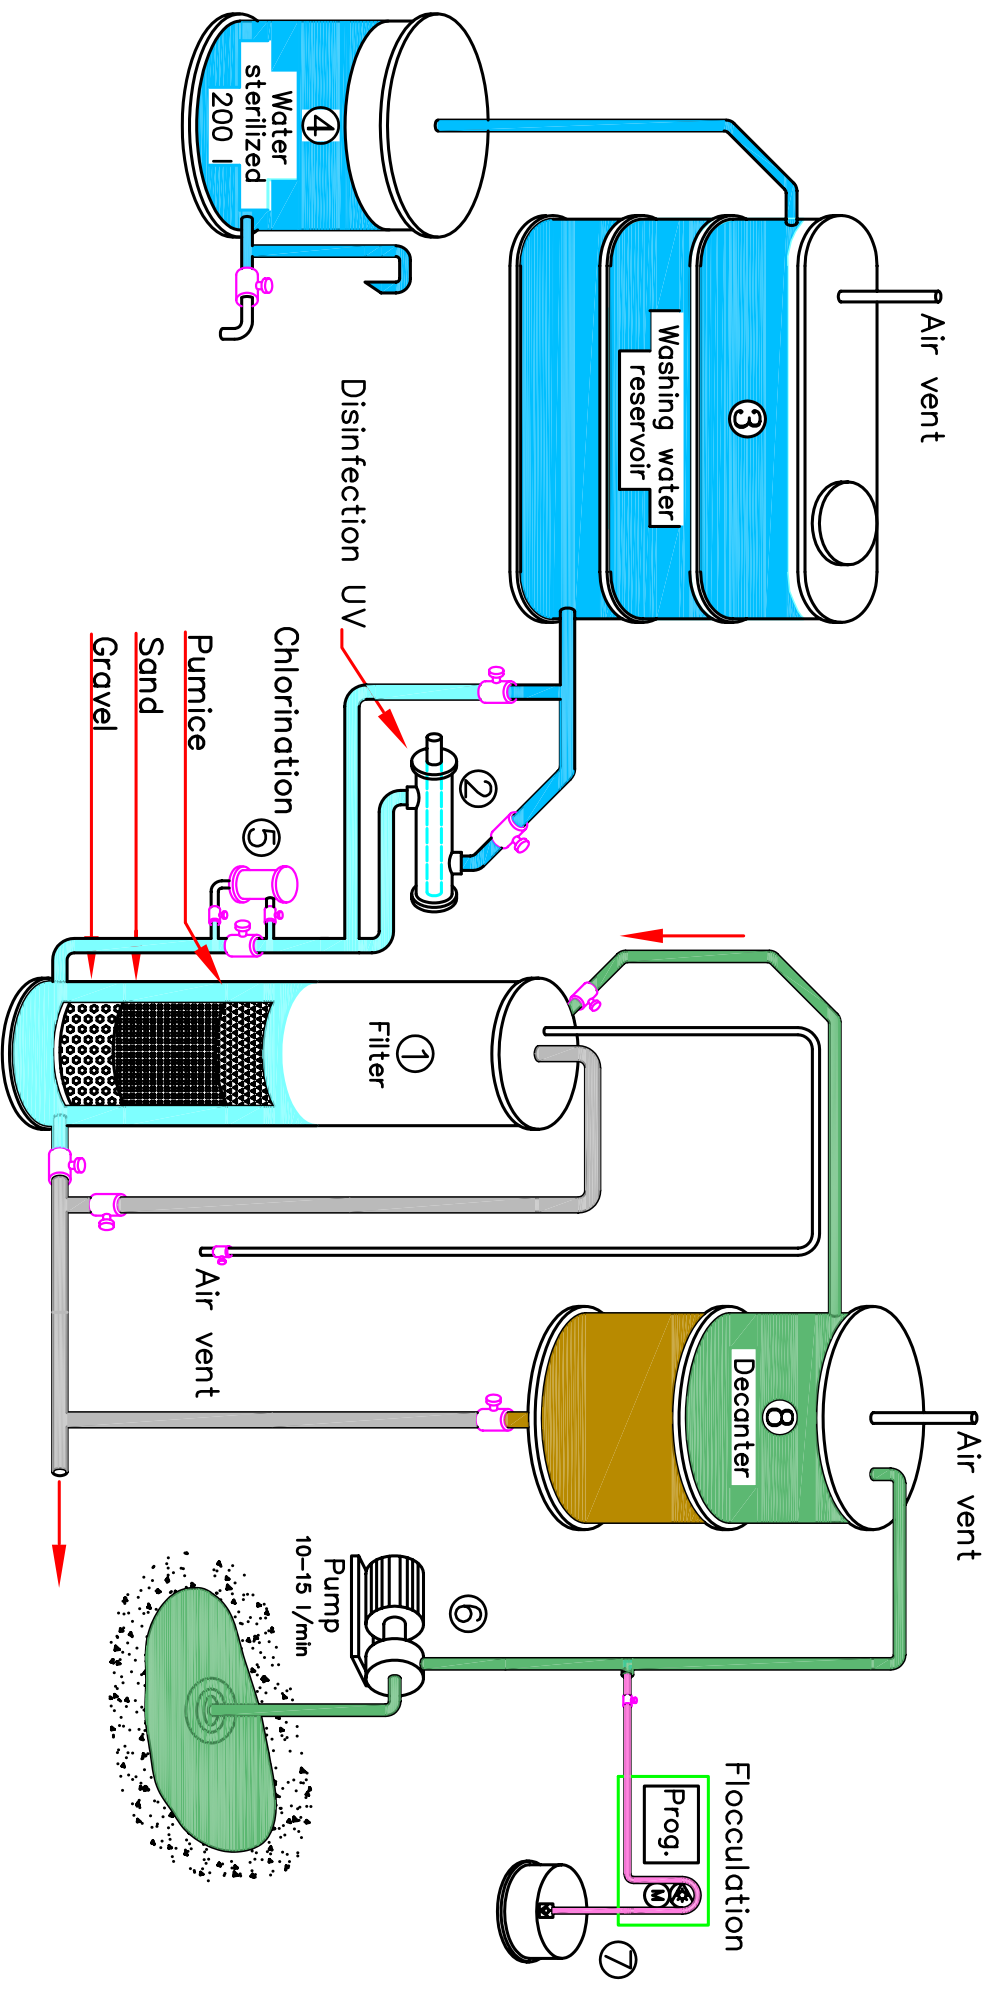 Air vent
Air vent
Flocculation
Prog.
M
7
8
Decanter
6
Pump
10-15 l/min
Air vent
1
Filter
3
Washing water
reservoir
Disinfection UV
2
Chlorination
5
Pumice
Sand
Gravel
4
Water
sterilized
200 l